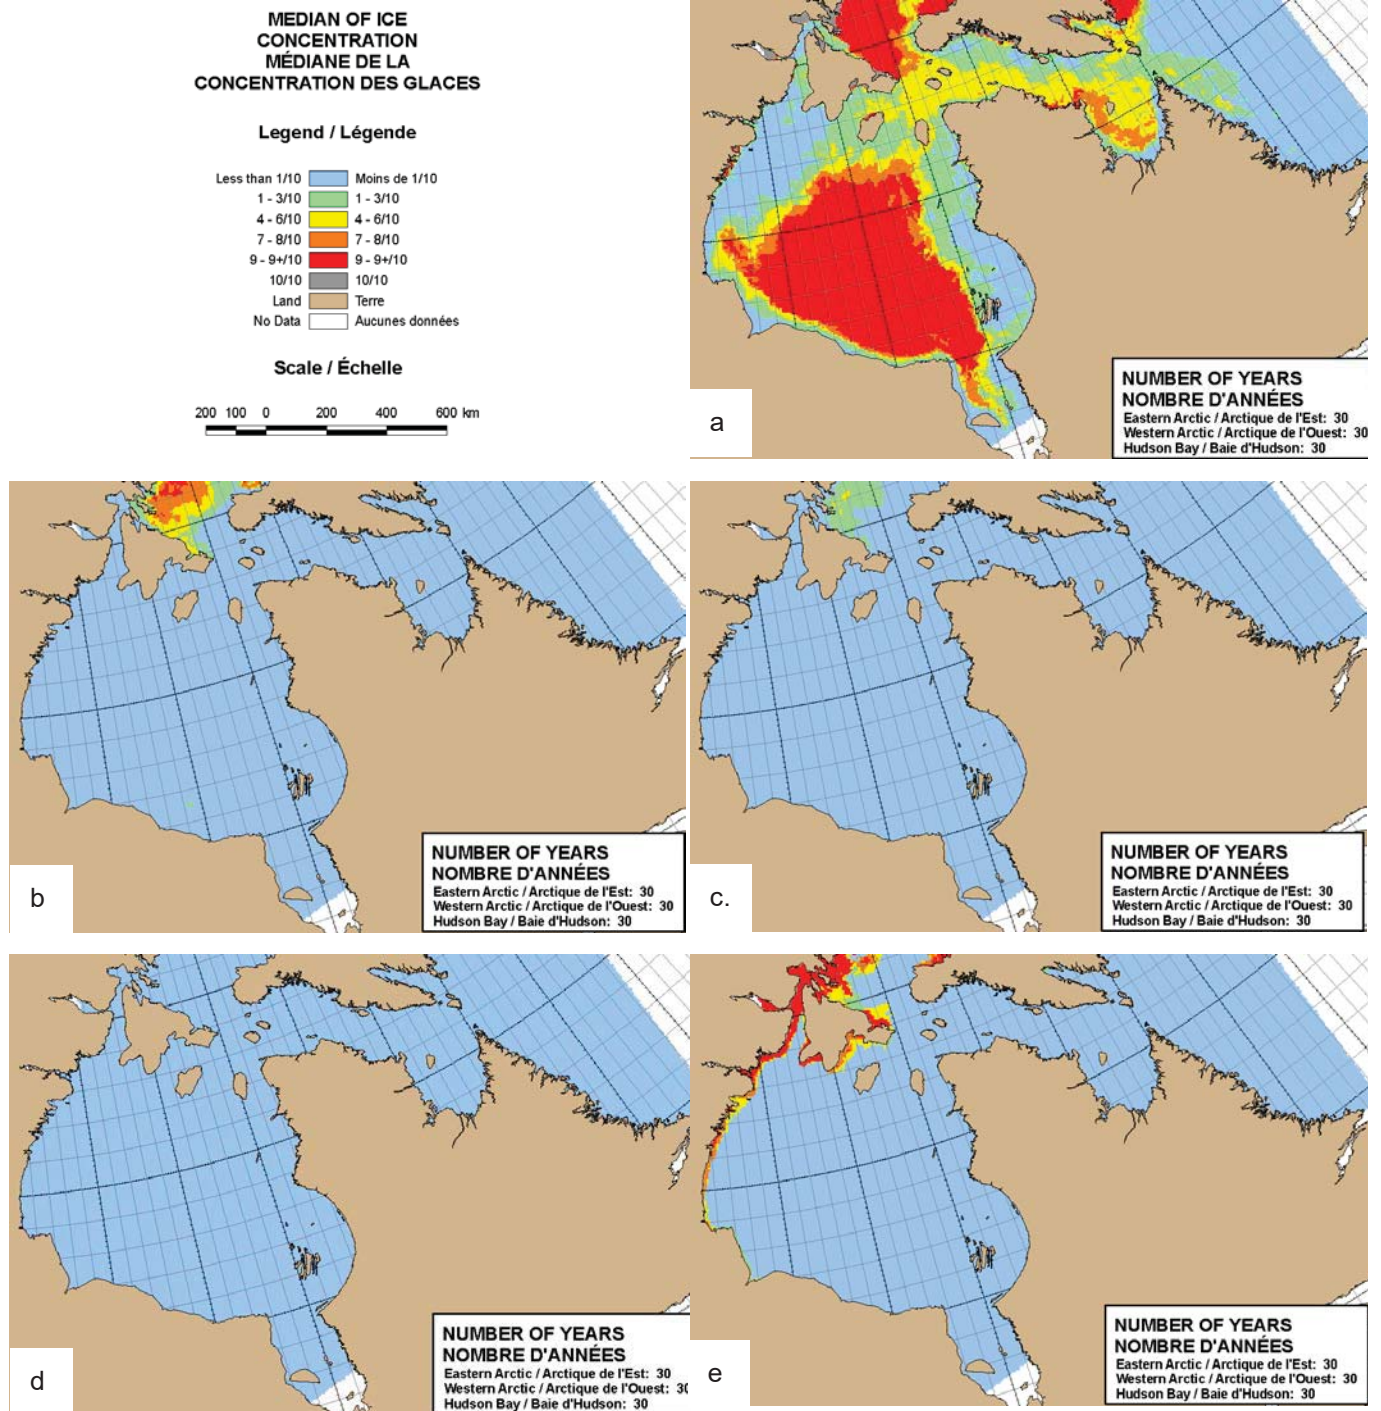 MEDIAN OF ICE
CONCENTRATION
MÉDIANE DE LA
CONCENTRATION DES GLACES
Legend / Légende
Less than 1/10 Moins de 1/10
1 - 3/10 1 - 3/10
4 - 6/10 4 - 6/10
7 - 8/10 7 - 8/10
9 - 9+/10 9 - 9+/10
10/10 10/10
Land Terre
No Data Aucunes données
Scale / Échelle
200 100 0 200 400 600 km
a
NUMBER OF YEARS
NOMBRE D'ANNÉES
Eastern Arctic / Arctique de l'Est: 30
Western Arctic / Arctique de l'Ouest: 30
Hudson Bay / Baie d'Hudson: 30
b
NUMBER OF YEARS
NOMBRE D'ANNÉES
Eastern Arctic / Arctique de l'Est: 30
Western Arctic / Arctique de l'Ouest: 30
Hudson Bay / Baie d'Hudson: 30
c.
NUMBER OF YEARS
NOMBRE D'ANNÉES
Eastern Arctic / Arctique de l'Est: 30
Western Arctic / Arctique de l'Ouest: 30
Hudson Bay / Baie d'Hudson: 30
d
NUMBER OF YEARS
NOMBRE D'ANNÉES
Eastern Arctic / Arctique de l'Est: 30
Western Arctic / Arctique de l'Ouest: 30
Hudson Bay / Baie d'Hudson: 30
e
NUMBER OF YEARS
NOMBRE D'ANNÉES
Eastern Arctic / Arctique de l'Est: 30
Western Arctic / Arctique de l'Ouest: 30
Hudson Bay / Baie d'Hudson: 30